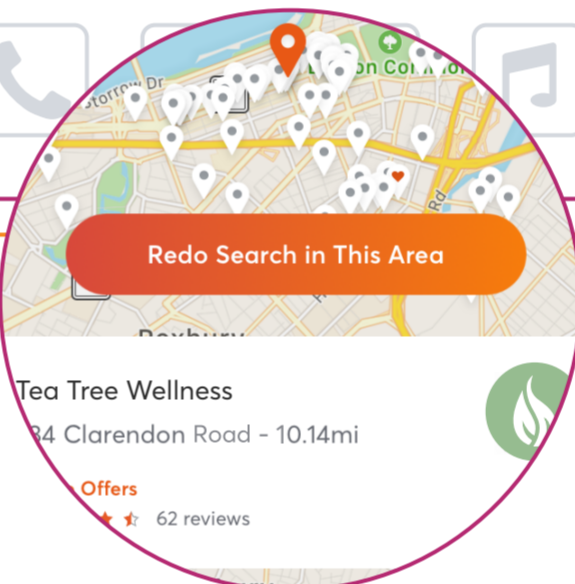 Storrow Dr
Boston Common
Rd
Redo Search in This Area
Roxbury
Tea Tree Wellness
34 Clarendon Road - 10.14mi
Offers
62 reviews